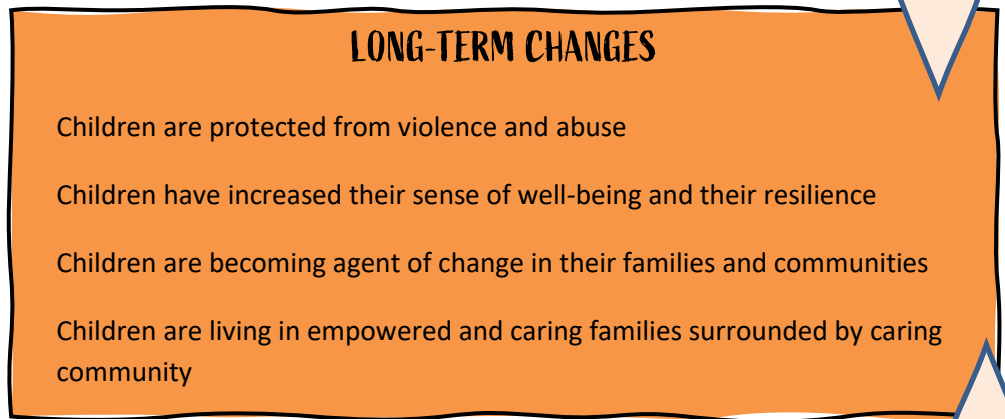 LONG-TERM CHANGES
Children are protected from violence and abuse
Children have increased their sense of well-being and their resilience
Children are becoming agent of change in their families and communities
Children are living in empowered and caring families surrounded by caring
community